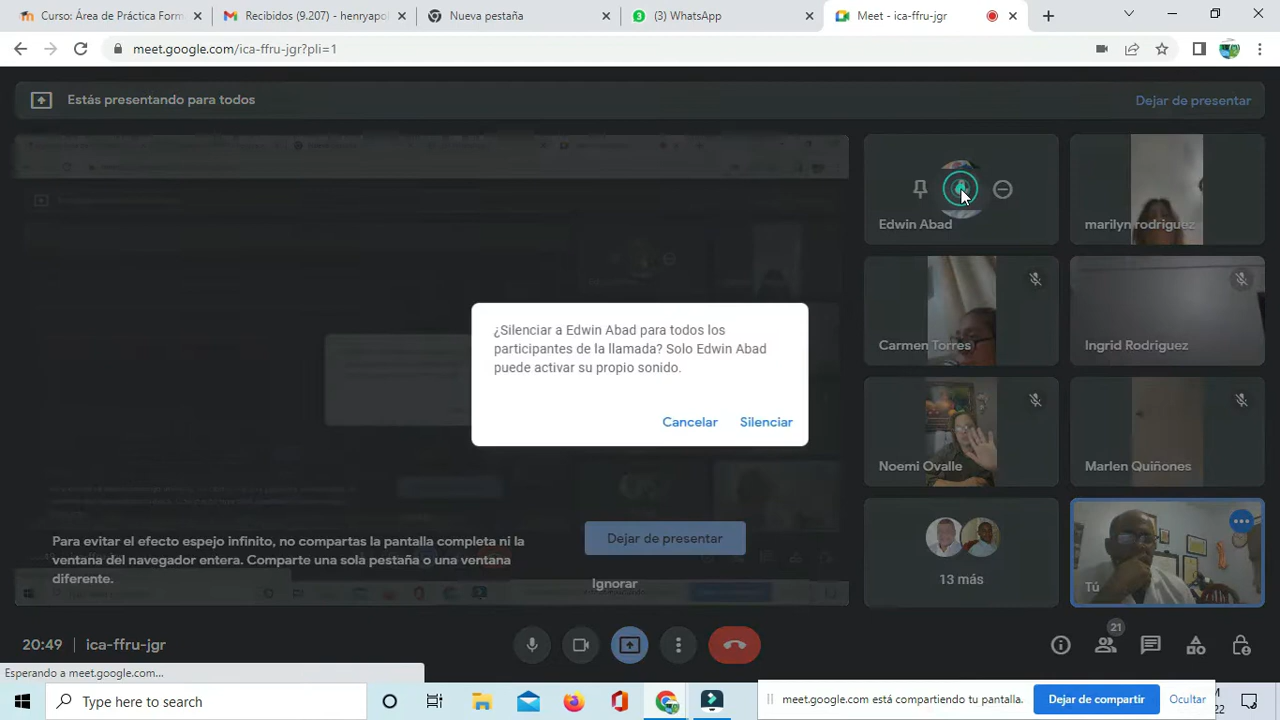 Curso: Área de Práctica Form
Recibidos (9.207) - henryapol
Nueva pestaña
(3) WhatsApp
Meet - ica-ffru-jgr
meet.google.com/ica-ffru-jgr?pli=1
Estás presentando para todos
Dejar de presentar
Edwin Abad
marilyn rodriguez
¿Silenciar a Edwin Abad para todos los
participantes de la llamada? Solo Edwin Abad
puede activar su propio sonido.
Cancelar
Silenciar
Carmen Torres
Ingrid Rodriguez
Noemi Ovalle
Marlen Quiñones
Para evitar el efecto espejo infinito, no compartas la pantalla completa ni la
ventana del navegador entera. Comparte una sola pestaña o una ventana
diferente.
Dejar de presentar
Ignorar
13 más
Tú
20:49
ica-ffru-jgr
21
Esperando a meet.google.com...
Type here to search
meet.google.com está compartiendo tu pantalla.
Dejar de compartir
Ocultar